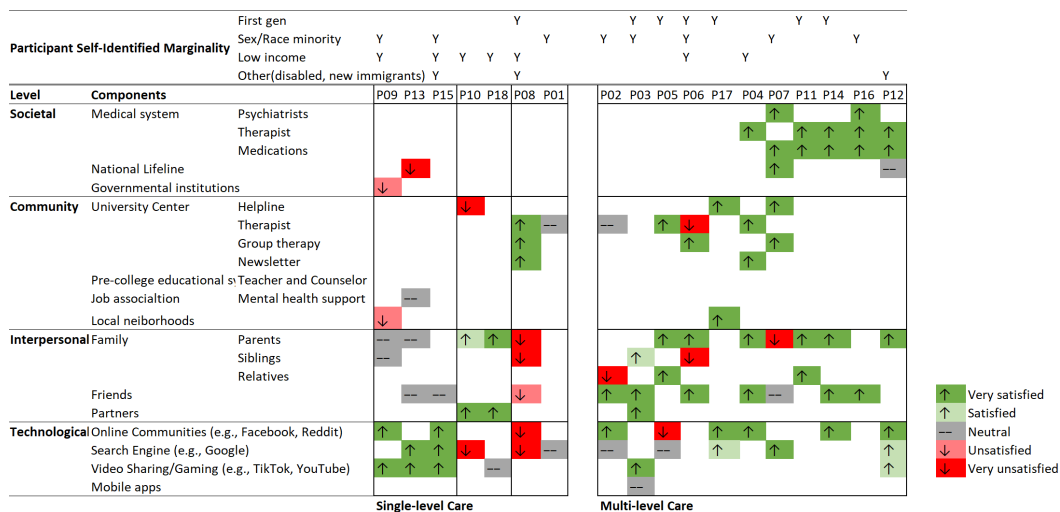 First gen Y Y Y Y Y Y Y
Participant Self-Identified Marginality
Sex/Race minority Y Y Y Y Y Y Y Y
Low income Y Y Y Y Y Y Y
Other(disabled, new immigrants) Y Y Y
Level Components P09 P13 P15 P10 P18 P08 P01 P02 P03 P05 P06 P17 P04 P07 P11 P14 P16 P12
Societal Medical system Psychiatrists ↑ ↑
Therapist ↑ ↑ ↑ ↑ ↑
Medications ↑ ↑ ↑ ↑ ↑
National Lifeline ↓ ↑ --
Governmental institutions ↓
Community University Center Helpline ↓ ↑ ↑
Therapist ↑ -- -- ↑ ↓ ↑
Group therapy ↑ ↑ ↑
Newsletter ↑ ↑
Pre-college educational sy Teacher and Counselor
Job associaltion Mental health support --
Local neiborhoods ↓ ↑
Interpersonal Family Parents -- -- ↑ ↑ ↓ ↑ ↑ ↑ ↓ ↑ ↑ ↑
Siblings -- ↓ ↑ ↓
Relatives ↓ ↑ ↑
Friends -- -- ↓ ↑ ↑ ↑ ↑ -- ↑ ↑
Partners ↑ ↑ ↑
Technological Online Communities (e.g., Facebook, Reddit) ↑ ↑ ↓ ↑ ↓ ↑ ↑ ↑ ↑
Search Engine (e.g., Google) ↑ ↑ ↓ ↓ -- -- -- ↑ ↑ ↑
Video Sharing/Gaming (e.g., TikTok, YouTube) ↑ ↑ ↑ -- ↑ ↑
Mobile apps --
Single-level Care Multi-level Care
↑ Very satisfied
↑ Satisfied
-- Neutral
↓ Unsatisfied
↓ Very unsatisfied